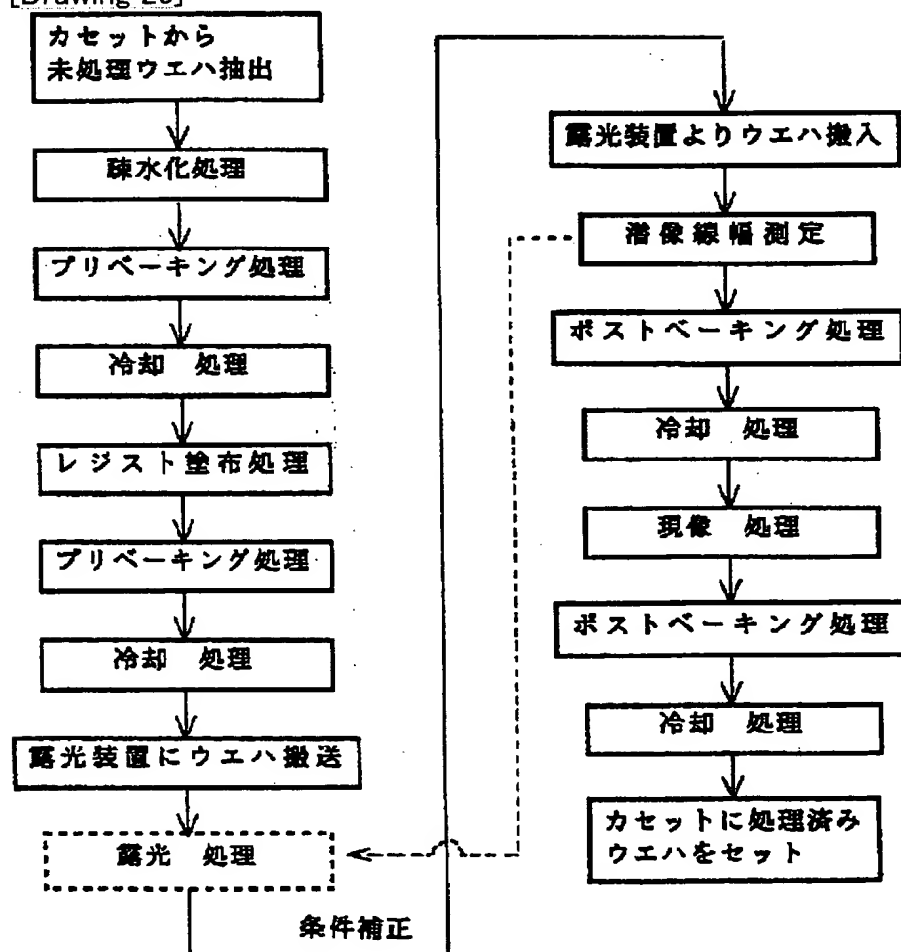 [Drawing 20]
カセットから
未処理ウエハ抽出
疎水化処理
プリベーキング処理
冷却 処理
レジスト塗布処理
プリベーキング処理
冷却 処理
露光装置にウエハ搬送
露光 処理
条件補正
露光装置よりウエハ搬入
潜像線幅測定
ポストベーキング処理
冷却 処理
現像 処理
ポストベーキング処理
冷却 処理
カセットに処理済み
ウエハをセット